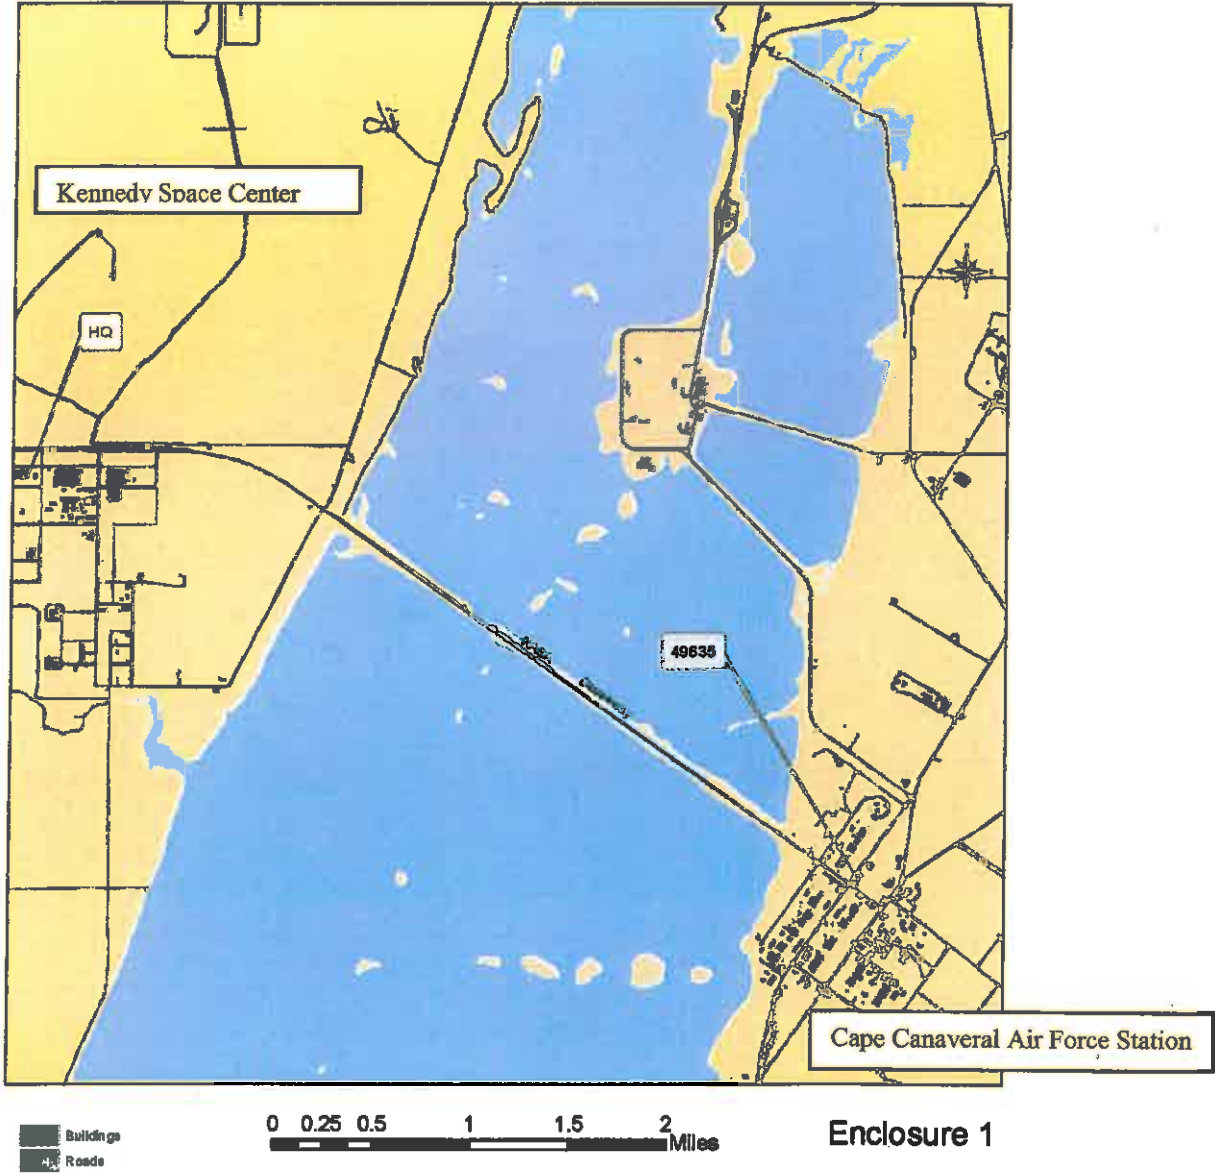 Kennedy Space Center
HQ
49635
Cape Canaveral Air Force Station
0 0.25 0.5 1 1.5 2 Miles
Buildings
Roads
Enclosure 1